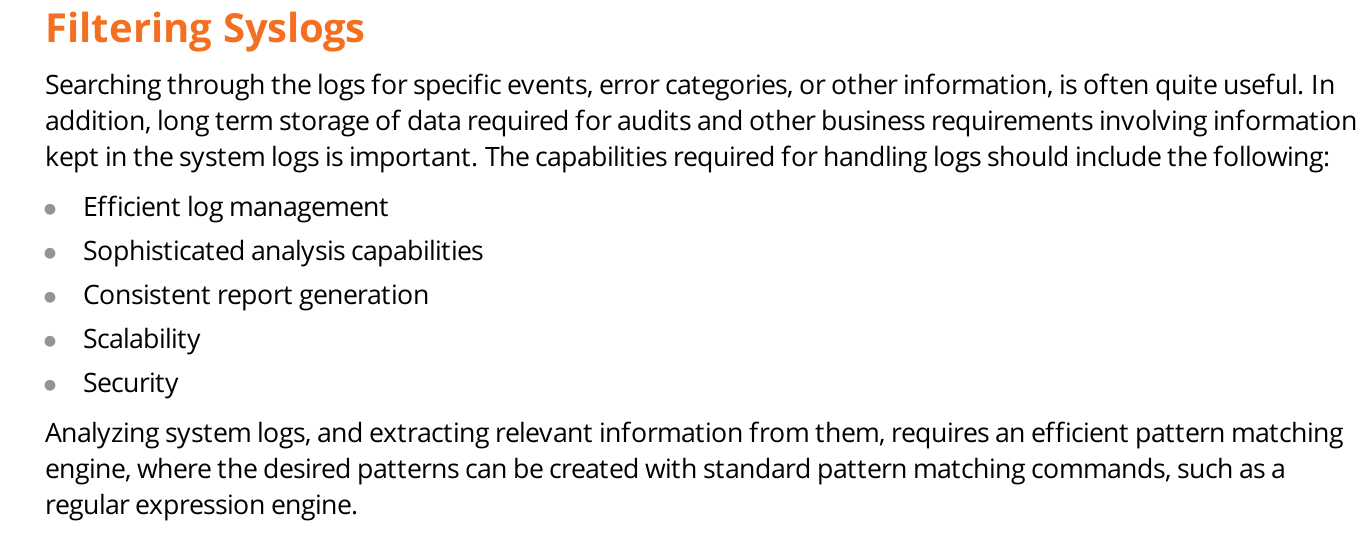 Filtering Syslogs
Searching through the logs for specific events, error categories, or other information, is often quite useful. In
addition, long term storage of data required for audits and other business requirements involving information
kept in the system logs is important. The capabilities required for handling logs should include the following:
• Efficient log management
• Sophisticated analysis capabilities
• Consistent report generation
• Scalability
• Security
Analyzing system logs, and extracting relevant information from them, requires an efficient pattern matching
engine, where the desired patterns can be created with standard pattern matching commands, such as a
regular expression engine.